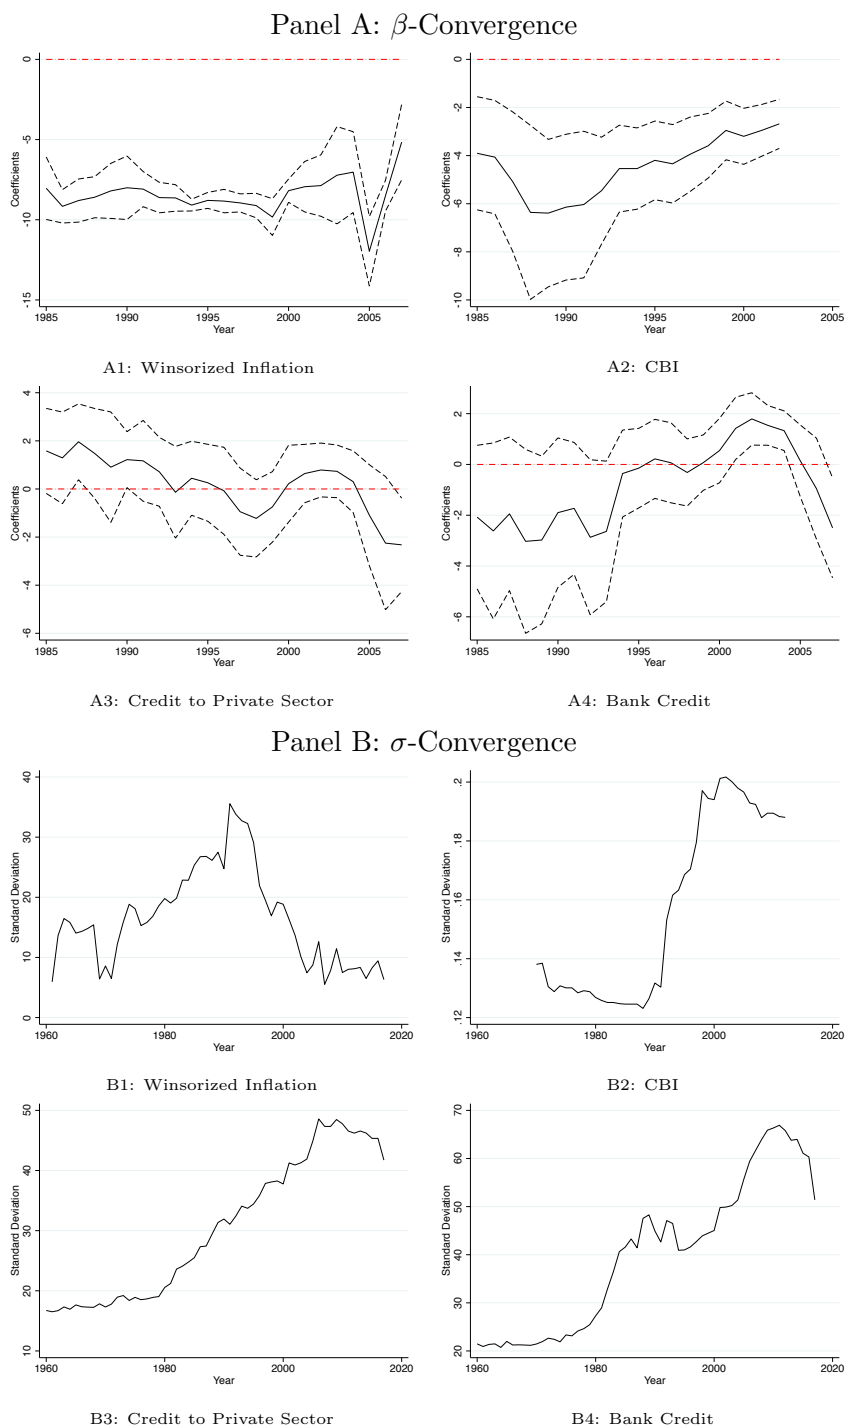 Panel A: β-Convergence
Coefficients
0
-5
-10
-15
1985 1990 1995 2000 2005
Year
A1: Winsorized Inflation
Coefficients
0
-2
-4
-6
-8
-10
1985 1990 1995 2000 2005
Year
A2: CBI
Coefficients
4
2
0
-2
-4
-6
1985 1990 1995 2000 2005
Year
A3: Credit to Private Sector
Coefficients
2
0
-2
-4
-6
1985 1990 1995 2000 2005
Year
A4: Bank Credit
Panel B: σ-Convergence
Standard Deviation
40
30
20
10
0
1960 1980 2000 2020
Year
B1: Winsorized Inflation
Standard Deviation
.2
.18
.16
.14
.12
1960 1980 2000 2020
Year
B2: CBI
Standard Deviation
50
40
30
20
10
1960 1980 2000 2020
Year
B3: Credit to Private Sector
Standard Deviation
70
60
50
40
30
20
1960 1980 2000 2020
Year
B4: Bank Credit